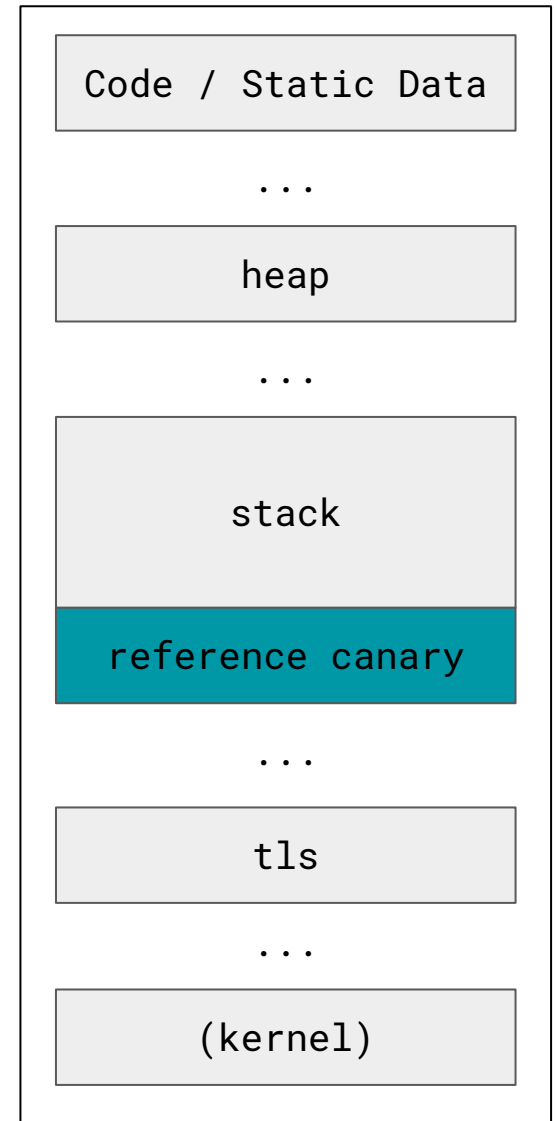 Code / Static Data
...
heap
...
stack
reference canary
...
tls
...
(kernel)